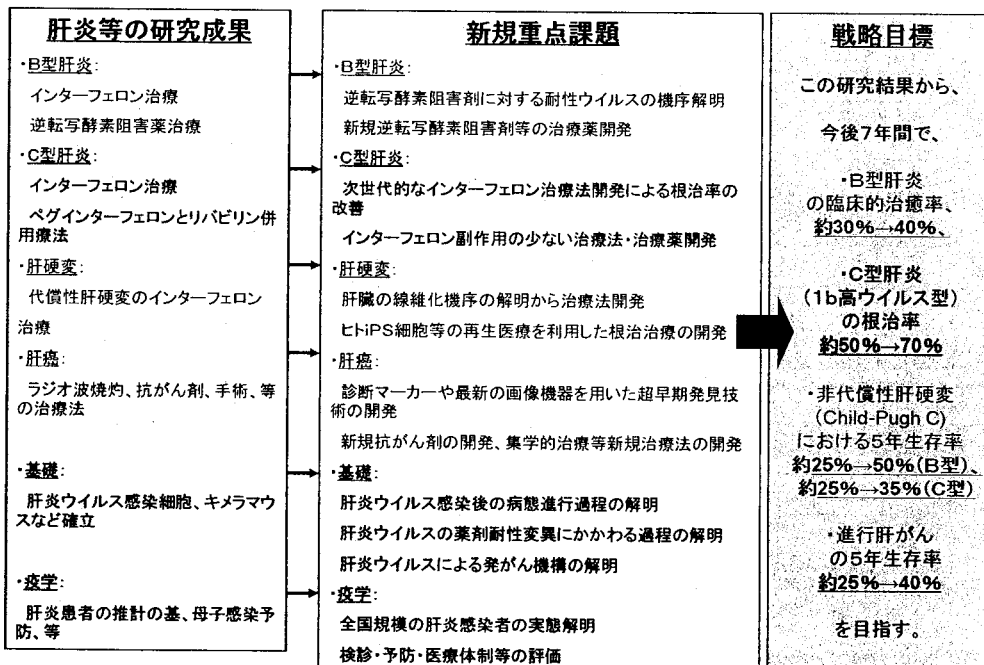 肝炎等の研究成果
・B型肝炎:
インターフェロン治療
逆転写酵素阻害薬治療
・C型肝炎:
インターフェロン治療
ペグインターフェロンとリバビリン併
用療法
・肝硬変:
代償性肝硬変のインターフェロン
治療
・肝癌:
ラジオ波焼灼、抗がん剤、手術、等
の治療法
・基礎:
肝炎ウイルス感染細胞、キメラマウ
スなど確立
・疫学:
肝炎患者の推計の基、母子感染予
防、等
新規重点課題
・B型肝炎:
逆転写酵素阻害剤に対する耐性ウイルスの機序解明
新規逆転写酵素阻害剤等の治療薬開発
・C型肝炎:
次世代的なインターフェロン治療法開発による根治率の
改善
インターフェロン副作用の少ない治療法・治療薬開発
・肝硬変:
肝臓の線維化機序の解明から治療法開発
ヒトiPS細胞等の再生医療を利用した根治治療の開発
・肝癌:
診断マーカーや最新の画像機器を用いた超早期発見技
術の開発
新規抗がん剤の開発、集学的治療等新規治療法の開発
・基礎:
肝炎ウイルス感染後の病態進行過程の解明
肝炎ウイルスの薬剤耐性変異にかかわる過程の解明
肝炎ウイルスによる発がん機構の解明
・疫学:
全国規模の肝炎感染者の実態解明
検診・予防・医療体制等の評価
戦略目標
この研究結果から、
今後7年間で、
・B型肝炎
の臨床的治癒率、
約30%→40%、
・C型肝炎
(1b高ウイルス型)
の根治率
約50%→70%
・非代償性肝硬変
(Child-Pugh C)
における5年生存率
約25%→50%(B型)、
約25%→35%(C型)
・進行肝がん
の5年生存率
約25%→40%
を目指す。